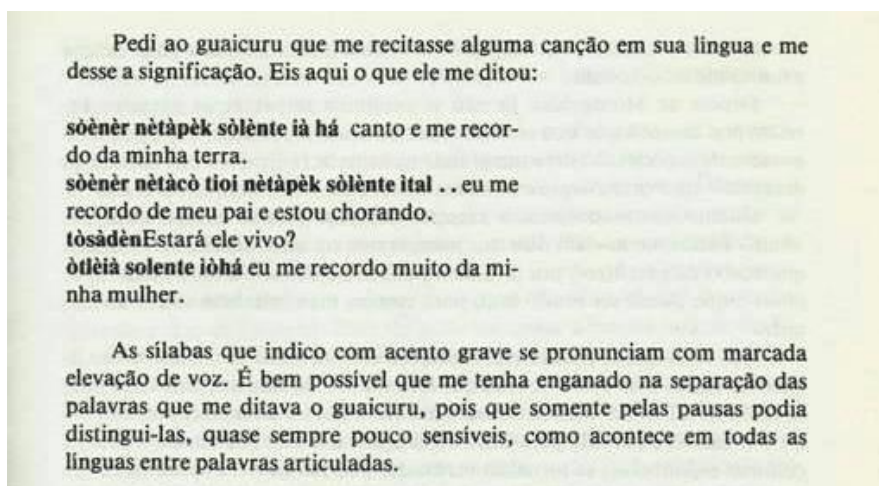 Pedi ao guaicuru que me recitasse alguma canção em sua língua e me
desse a significação. Eis aqui o que ele me ditou:
sòènèr nètàpèk sòlènte ià há canto e me recor-
do da minha terra.
sòènèr nètàcò tioi nètàpèk sòlènte ital . . eu me
recordo de meu pai e estou chorando.
tòsàdènEstará ele vivo?
òtlèià solente iòhá eu me recordo muito da mi-
nha mulher.
As sílabas que indico com acento grave se pronunciam com marcada
elevação de voz. É bem possível que me tenha enganado na separação das
palavras que me ditava o guaicuru, pois que somente pelas pausas podia
distingui-las, quase sempre pouco sensíveis, como acontece em todas as
línguas entre palavras articuladas.